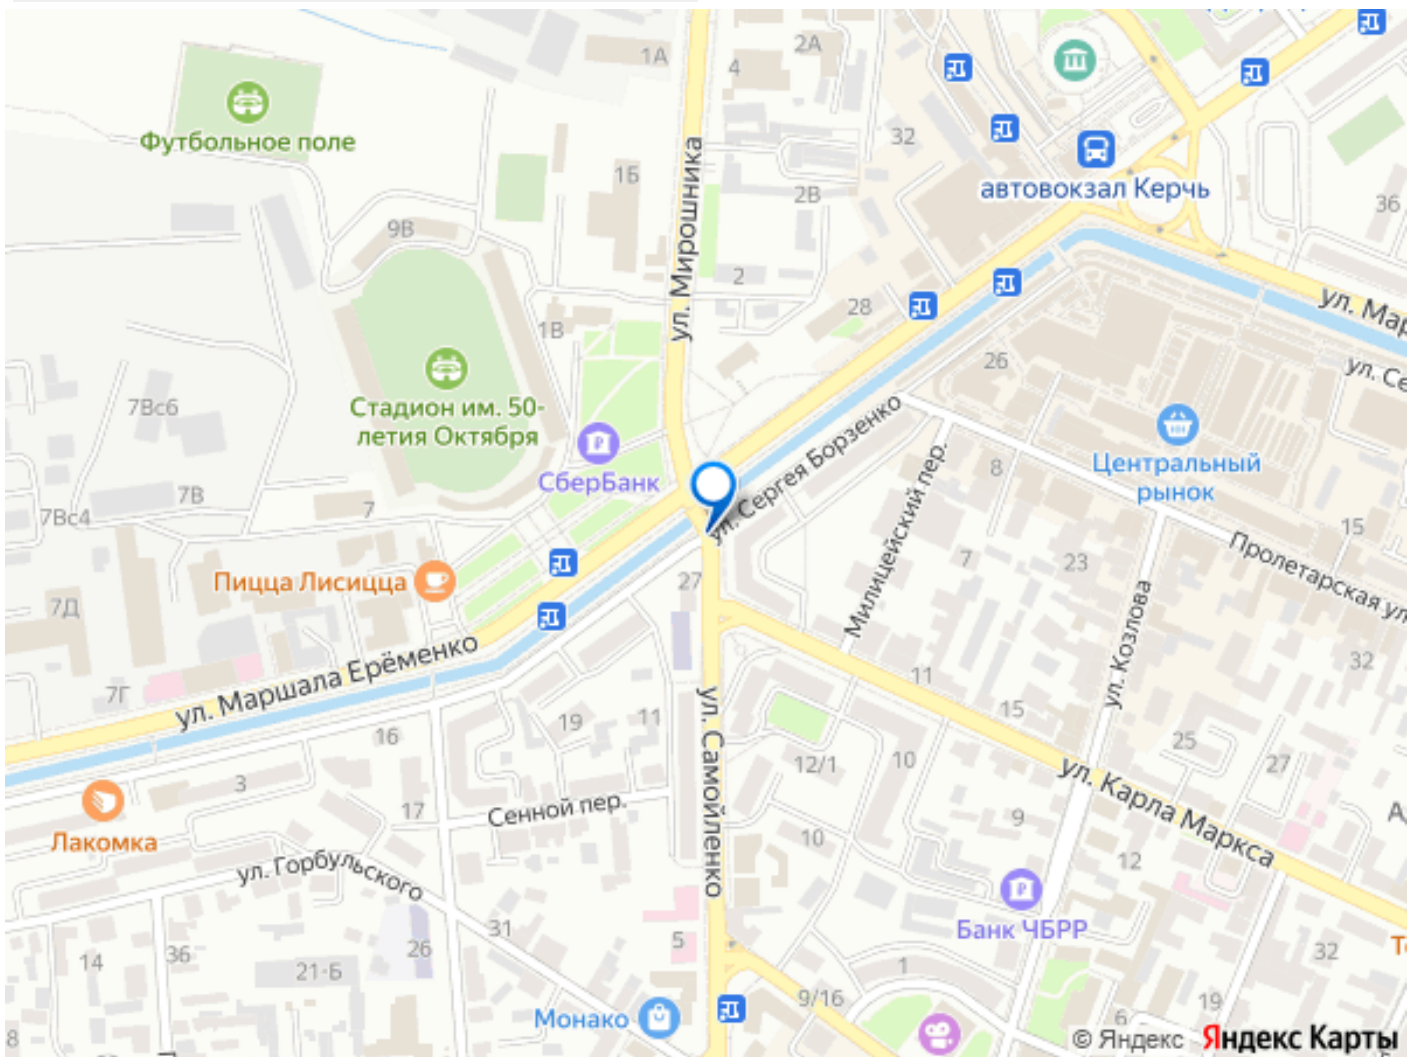 1А
2А
4
Футбольное поле
32
автовокзал Керчь
1Б
2В
36
9В
ул. Мирошника
2
28
1В
ул. Мар
7Вс6
Стадион им. 50-
летия Октября
26
ул. Се
СберБанк
ул. Сергея Борзенко
Центральный
рынок
8
7В
7Вс4
7
15
Пицца Лисицца
27
Милицейский пер.
7
23
Пролетарская ул
7Д
ул. Козлова
32
ул. Маршала Ерёменко
7Г
11
ул. Самойленко
15
16
19
11
25
12/1
10
27
3
ул. Карла Маркса
17
Сенной пер.
Лакомка
10
9
12
ул. Горбульского
Банк ЧБРР
31
26
5
14
36
21-Б
1
32
9/16
19
Монако
6
8
© Яндекс Яндекс Карты